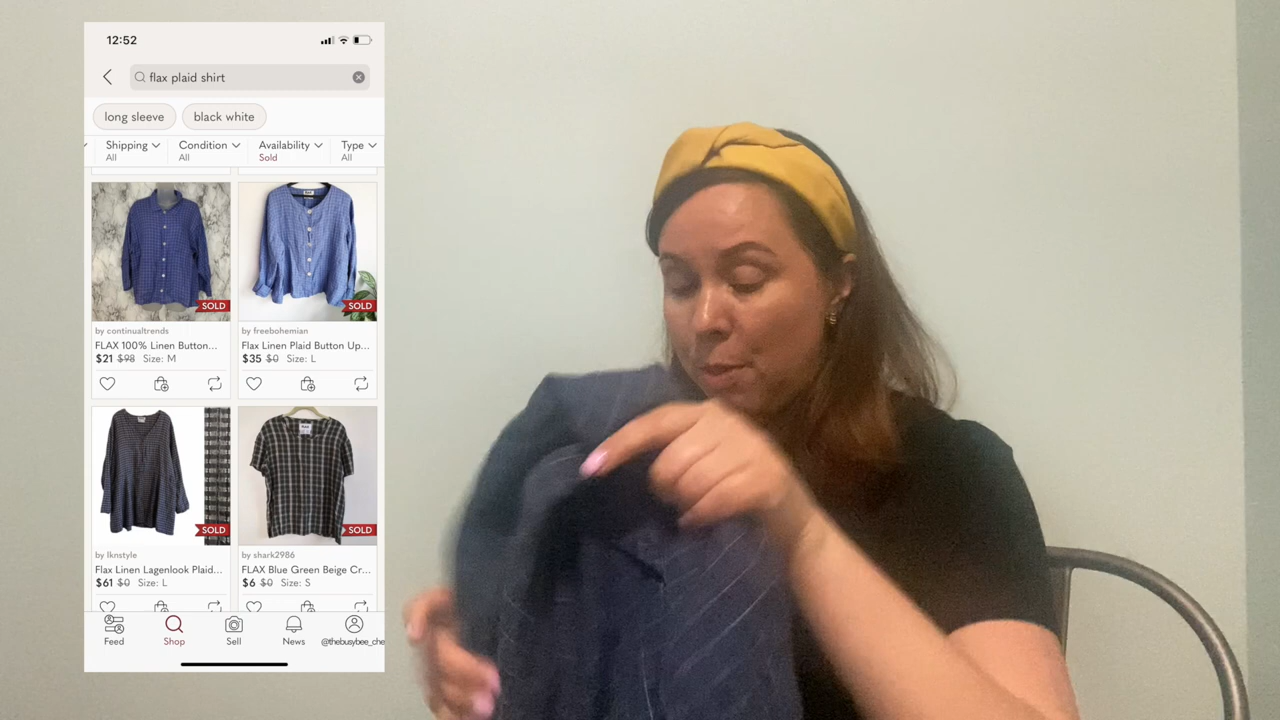 12:52
flax plaid shirt
long sleeve
black white
Shipping
All
Condition
All
Availability
Sold
Type
All
SOLD
SOLD
by continualtrends
by freebohemian
FLAX 100% Linen Button...
Flax Linen Plaid Button Up...
$21 $98 Size: M
$35 $0 Size: L
SOLD
SOLD
by lknstyle
by shark2986
Flax Linen Lagenlook Plaid...
FLAX Blue Green Beige Cr...
$61 $0 Size: L
$6 $0 Size: S
Feed
Shop
Sell
News
@thebusybee_che